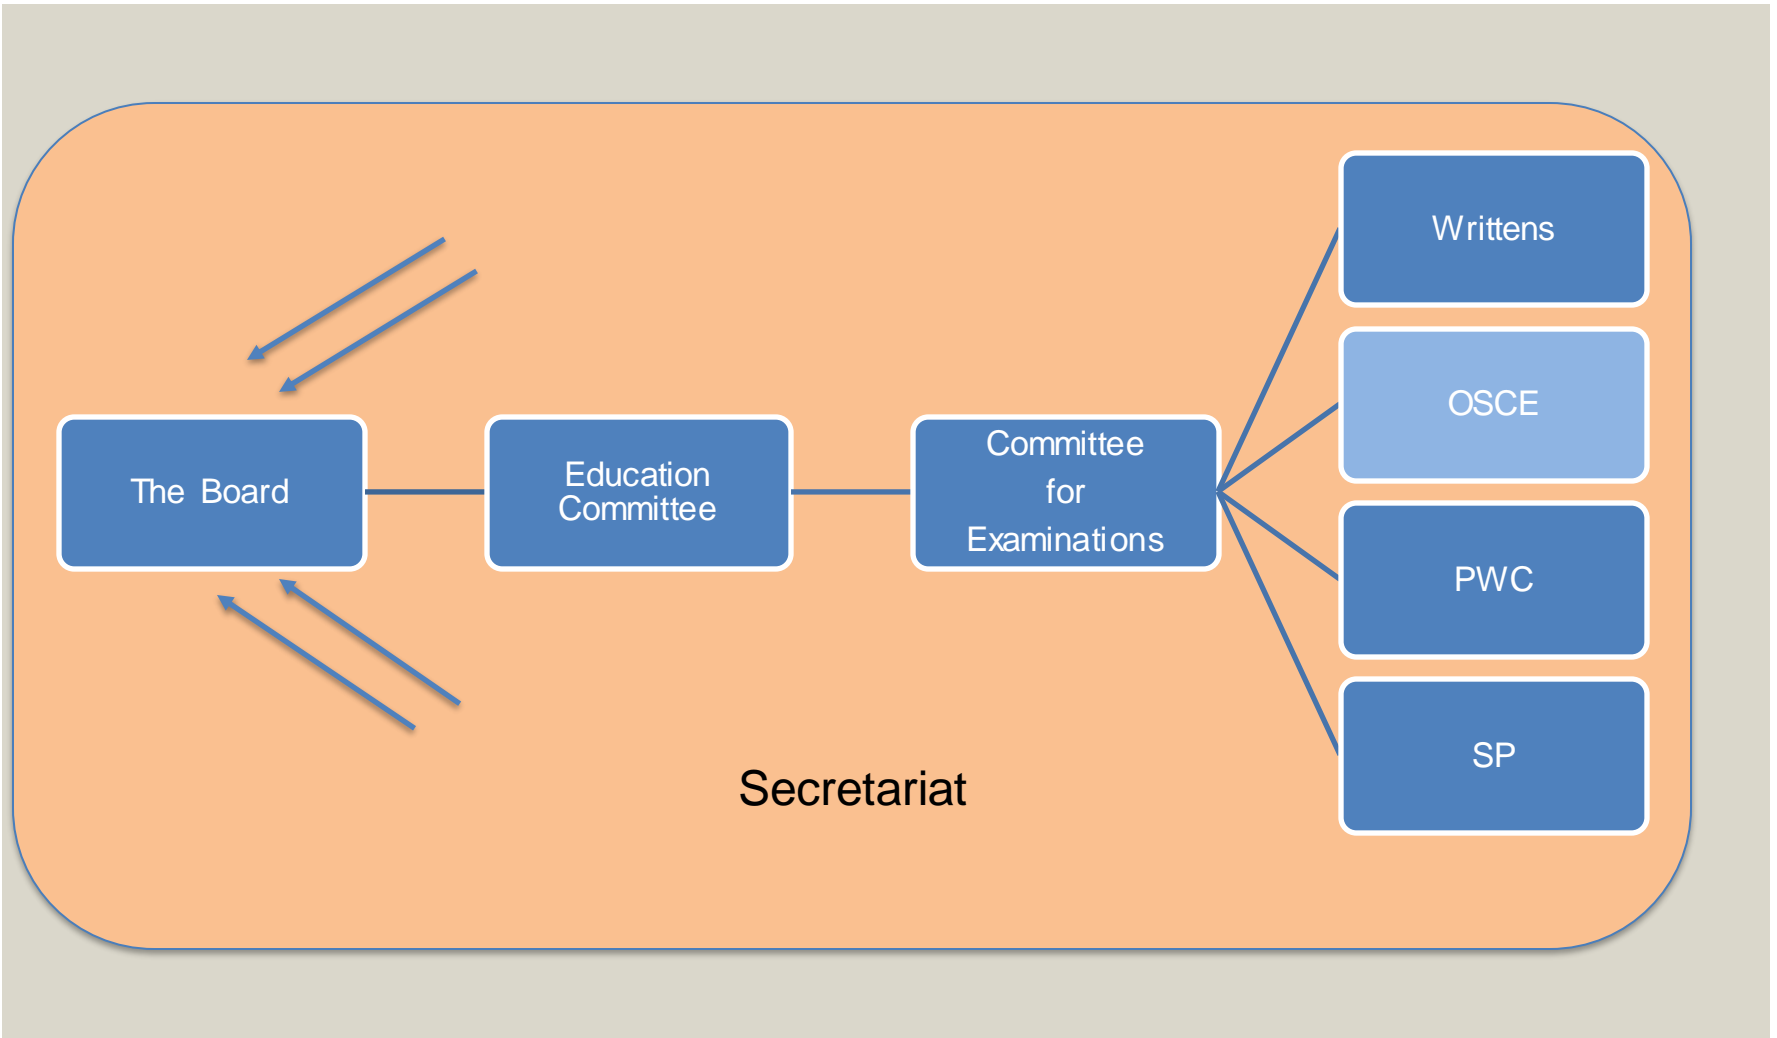 The Board
Education
Committee
Committee
for
Examinations
Writtens
OSCE
PWC
SP
Secretariat